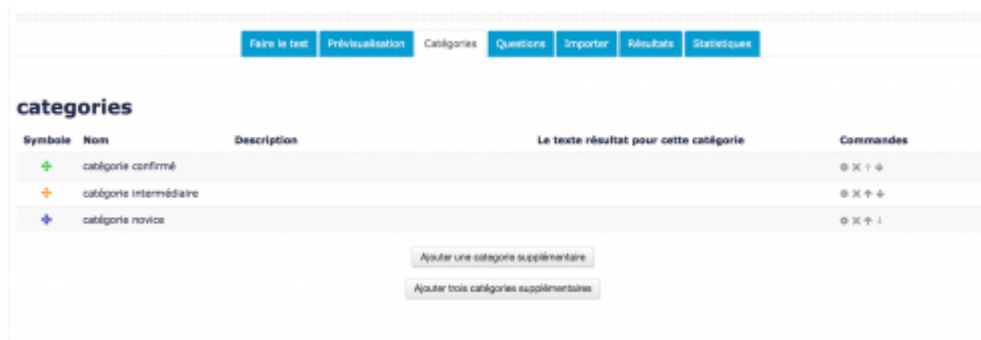 Faire le test Prévisualisation Catégories Questions Importer Résultats Statistiques
categories
Symbole Nom Description Le texte résultat pour cette catégorie Commandes
catégorie confirmé
catégorie intermédiaire
catégorie novice
Ajouter une categorie supplémentaire
Ajouter trois catégories supplémentaires